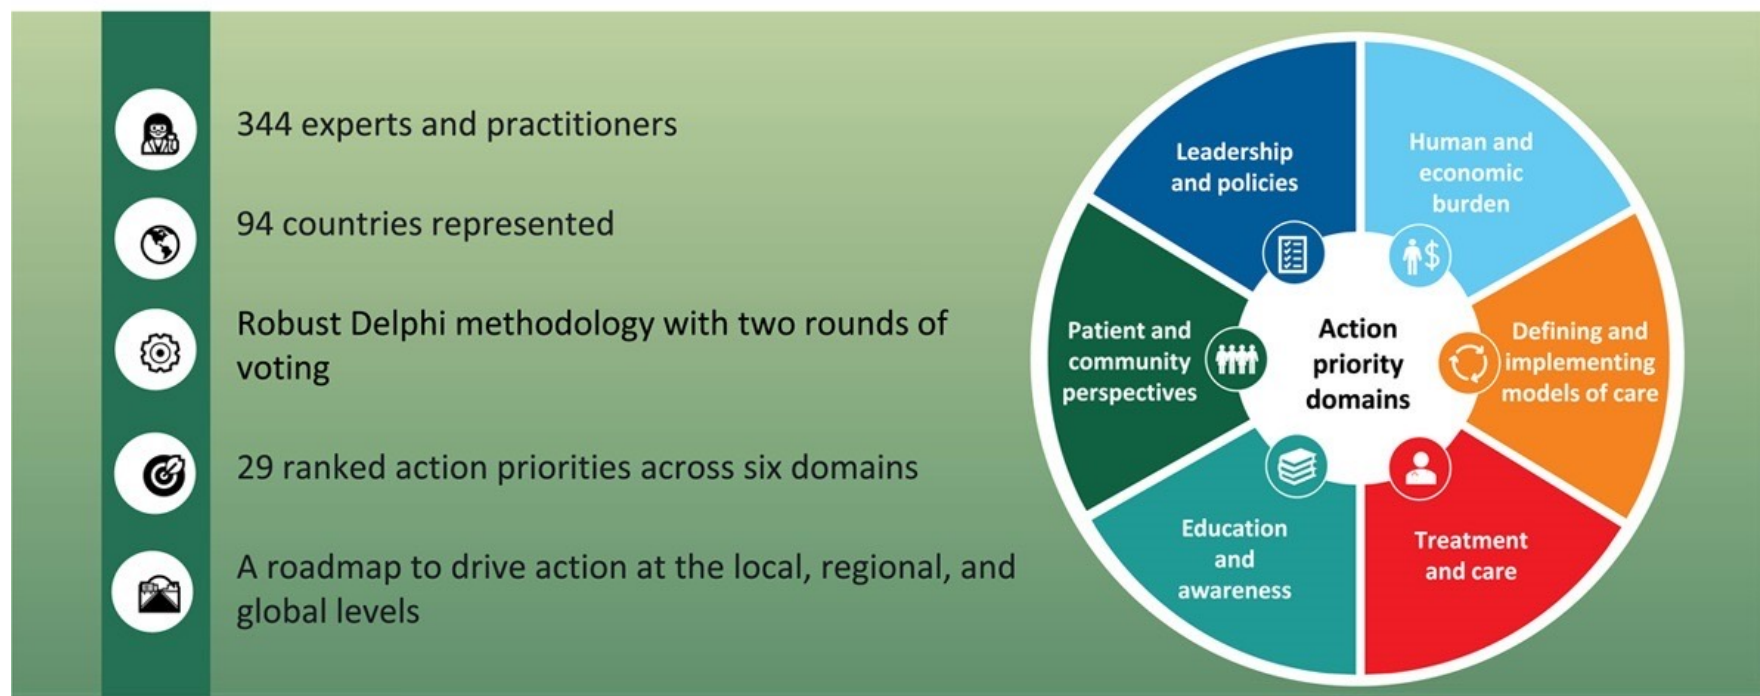 344 experts and practitioners
94 countries represented
Robust Delphi methodology with two rounds of
voting
29 ranked action priorities across six domains
A roadmap to drive action at the local, regional, and
global levels
Leadership
and policies
Human and
economic
burden
Patient and
community
perspectives
Action
priority
domains
Defining and
implementing
models of care
Education
and
awareness
Treatment
and care
$